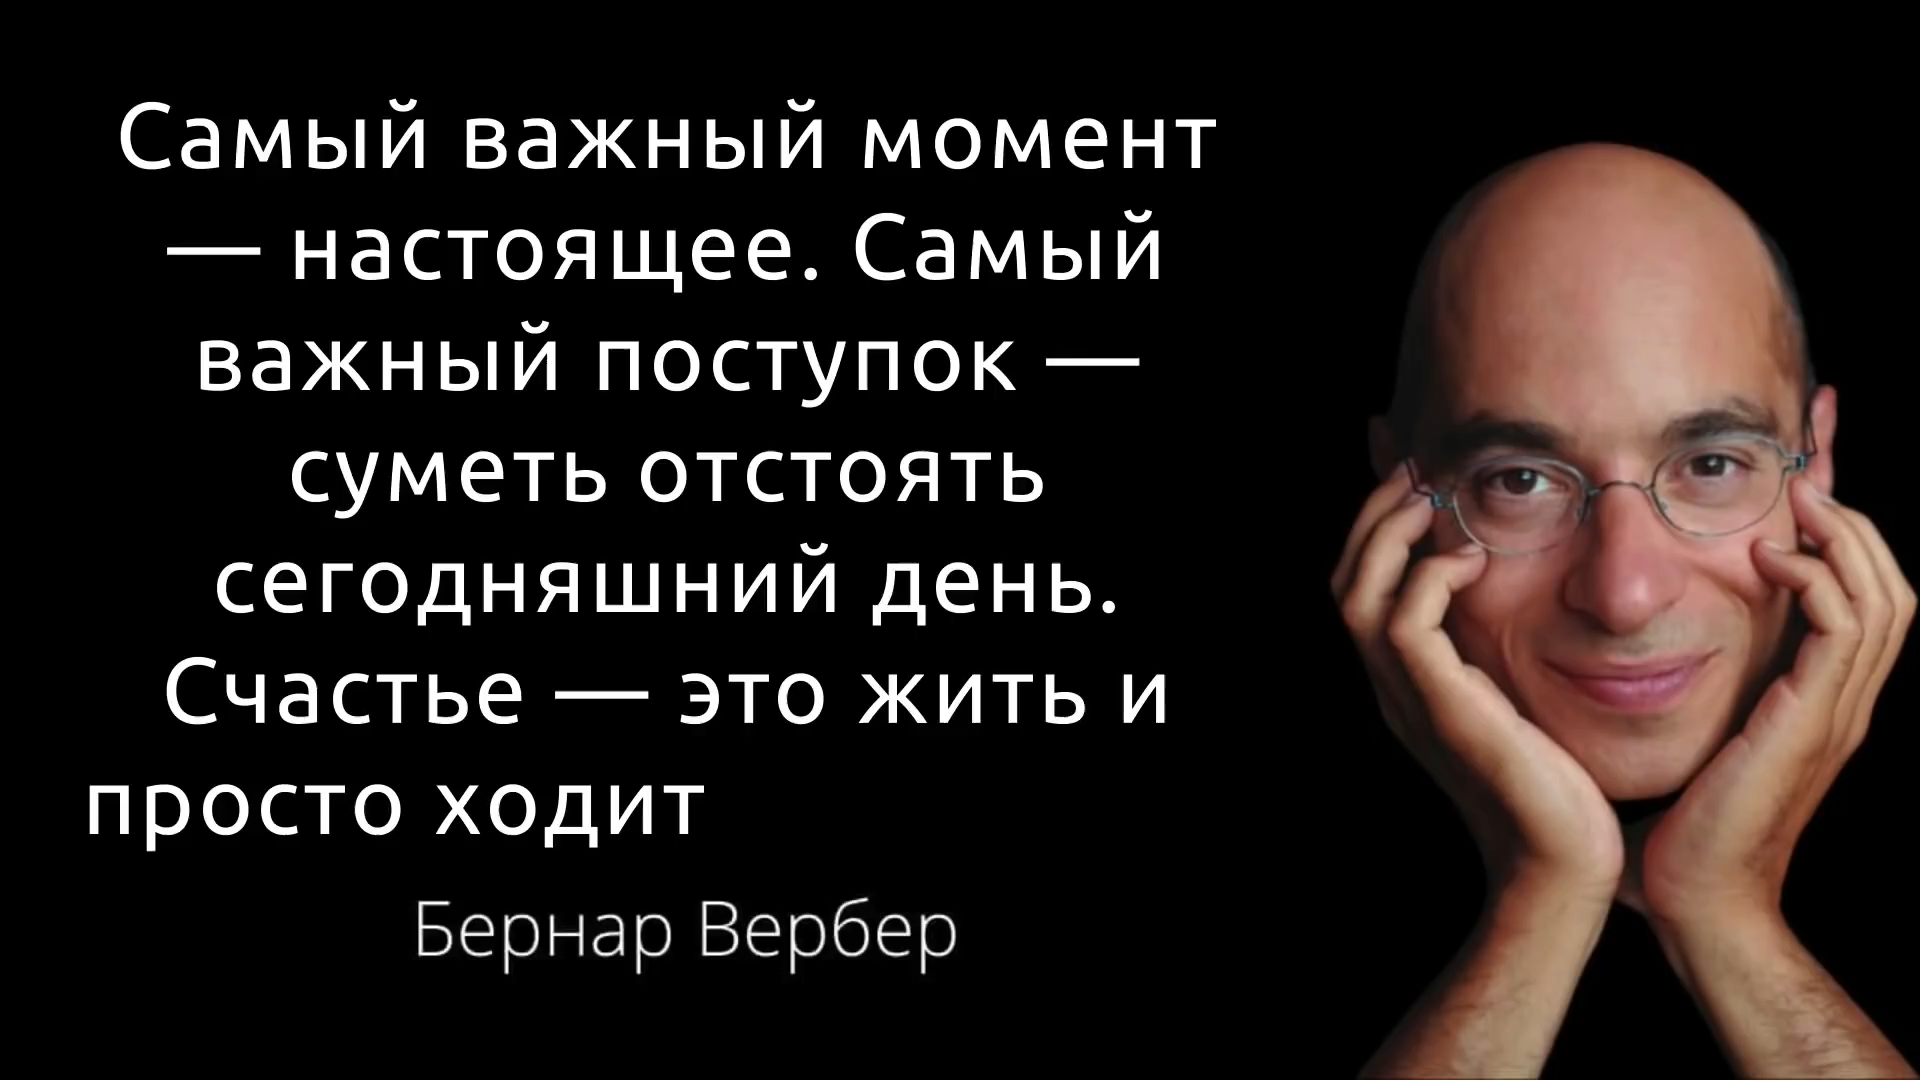 Самый важный момент
— настоящее. Самый
важный поступок —
суметь отстоять
сегодняшний день.
Счастье — это жить и
просто ходит
Бернар Вербер